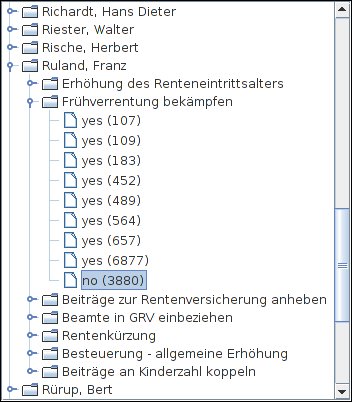 Richardt, Hans Dieter
Riester, Walter
Rische, Herbert
Ruland, Franz
Erhöhung des Renteneintrittsalters
Frühverrentung bekämpfen
yes (107)
yes (109)
yes (183)
yes (452)
yes (489)
yes (564)
yes (657)
yes (6877)
no (3880)
Beiträge zur Rentenversicherung anheben
Beamte in GRV einbeziehen
Rentenkürzung
Besteuerung - allgemeine Erhöhung
Beiträge an Kinderzahl koppeln
Rürup, Bert